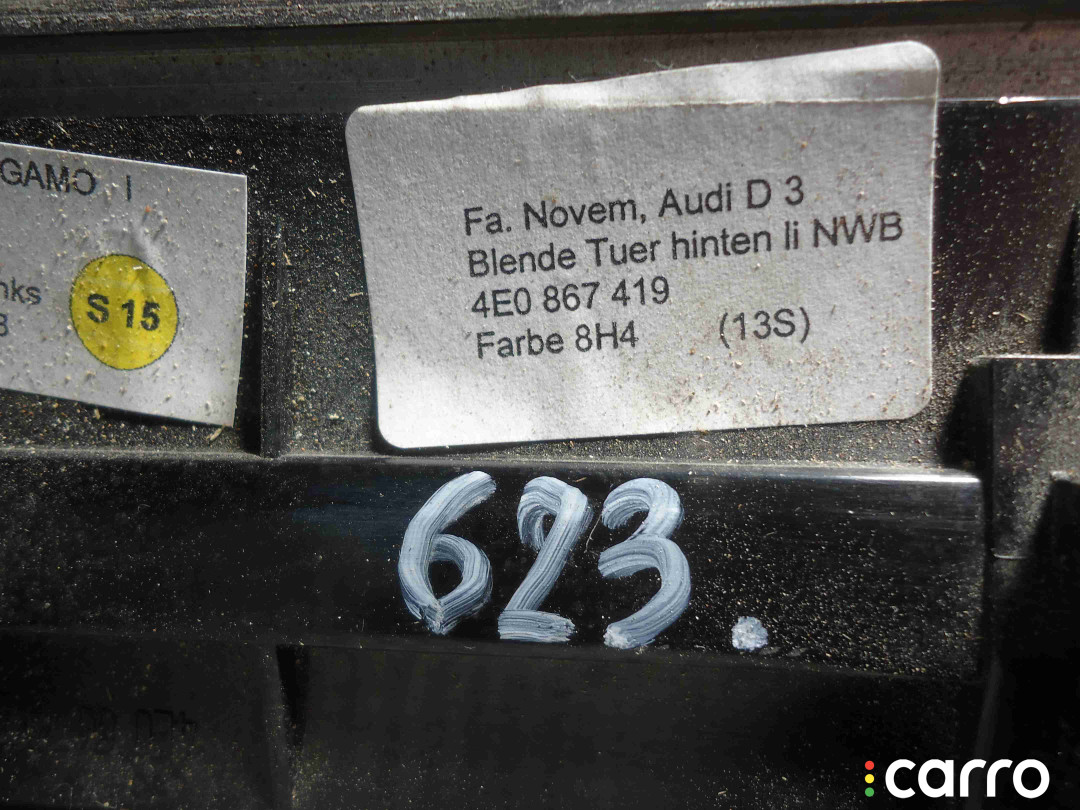 GAMO I
nks
S 15
Fa. Novem, Audi D 3
Blende Tuer hinten li NWB
4E0 867 419
Farbe 8H4 (13S)
623.
carro